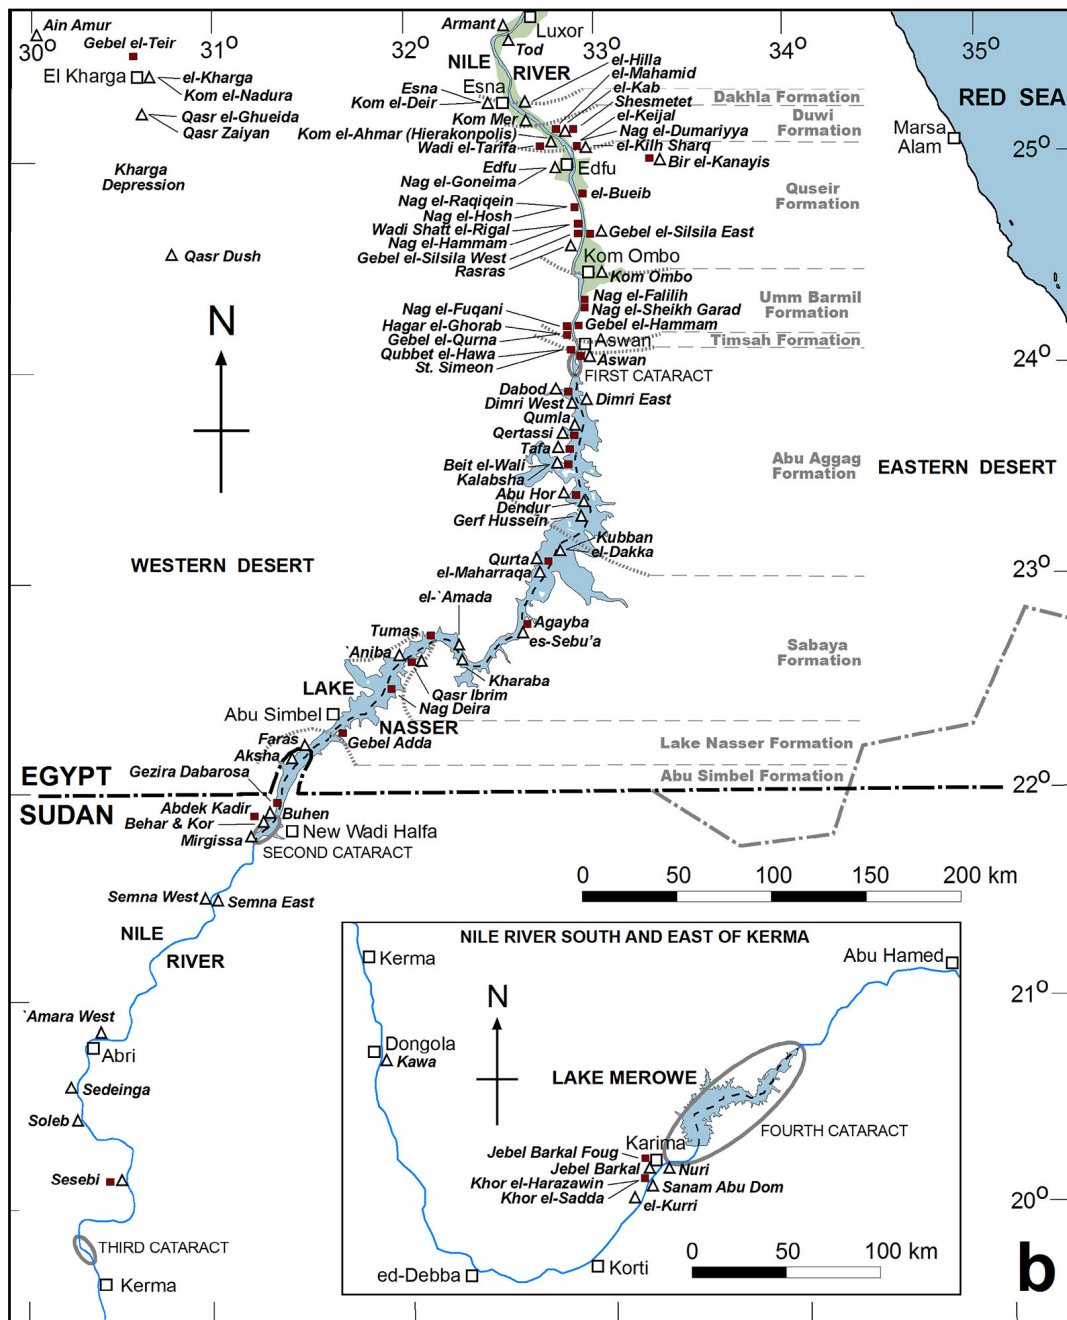 30°
31°
32°
33°
34°
35°
Ain Amur
Gebel el-Teir
El Kharga
el-Kharga
Kom el-Nadura
Qasr el-Ghueida
Qasr Zaiyan
Kharga
Depression
Qasr Dush
Armant
Luxor
Tod
NILE
RIVER
el-Hilla
el-Mahamid
el-Kab
Shesmetet
el-Keijal
Nag el-Dumariyya
el-Kilh Sharq
Bir el-Kanayis
Esna
Esna
Kom el-Deir
Kom Mer
Kom el-Ahmar (Hierakonpolis)
Wadi el-Tarifa
Edfu
Edfu
Nag el-Goneima
el-Bueib
Nag el-Raqiqein
Nag el-Hosh
Wadi Shatt el-Rigal
Nag el-Hammam
Gebel el-Silsila West
Rasras
Gebel el-Silsila East
Kom Ombo
Kom Ombo
Nag el-Falilih
Nag el-Sheikh Garad
Gebel el-Hammam
Nag el-Fuqani
Hagar el-Ghorab
Gebel el-Qurna
Qubbet el-Hawa
St. Simeon
Aswan
Aswan
FIRST CATARACT
Dakhla Formation
Duwi
Formation
Quseir
Formation
Umm Barmil
Formation
Timsah Formation
Abu Aggag
Formation
Sabaya
Formation
Lake Nasser Formation
Abu Simbel Formation
RED SEA
Marsa
Alam
25°
24°
23°
22°
21°
20°
N
EASTERN DESERT
WESTERN DESERT
Dabod
Dimri West
Dimri East
Qumla
Qertassi
Tafa
Beit el-Wali
Kalabsha
Abu Hor
Dendur
Gerf Hussein
Kubban
el-Dakka
Qurta
el-Maharraqa
el-`Amada
Agayba
es-Sebu'a
Tumas
`Aniba
Kharaba
Qasr Ibrim
Nag Deira
LAKE
NASSER
Abu Simbel
Gebel Adda
Faras
Aksha
Gezira Dabarosa
EGYPT
SUDAN
Abdek Kadir
Behar & Kor
Mirgissa
Buhen
New Wadi Halfa
SECOND CATARACT
Semna West
Semna East
NILE
RIVER
`Amara West
Abri
Sedeinga
Soleb
Sesebi
THIRD CATARACT
Kerma
0 50 100 150 200 km
NILE RIVER SOUTH AND EAST OF KERMA
Kerma
Abu Hamed
N
Dongola
Kawa
LAKE MEROWE
FOURTH CATARACT
Karima
Jebel Barkal Foug
Jebel Barkal
Khor el-Harazawin
Khor el-Sadda
Nuri
Sanam Abu Dom
el-Kurri
ed-Debba
Korti
0 50 100 km
b